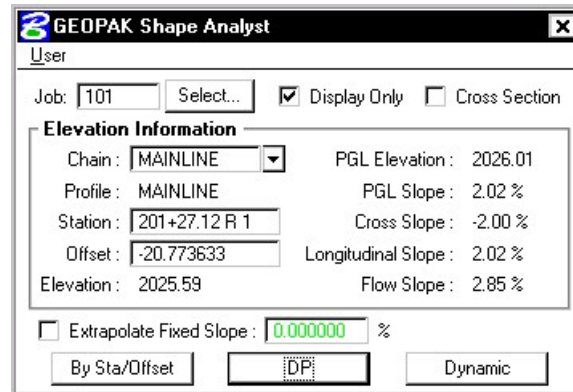 GEOPAK Shape Analyst
User
Job: 101 Select... Display Only Cross Section
Elevation Information
Chain : MAINLINE PGL Elevation : 2026.01
Profile : MAINLINE PGL Slope : 2.02 %
Station : 201+27.12 R 1 Cross Slope : -2.00 %
Offset : -20.773633 Longitudinal Slope : 2.02 %
Elevation : 2025.59 Flow Slope : 2.85 %
Extrapolate Fixed Slope : 0.000000 %
By Sta/Offset DP Dynamic